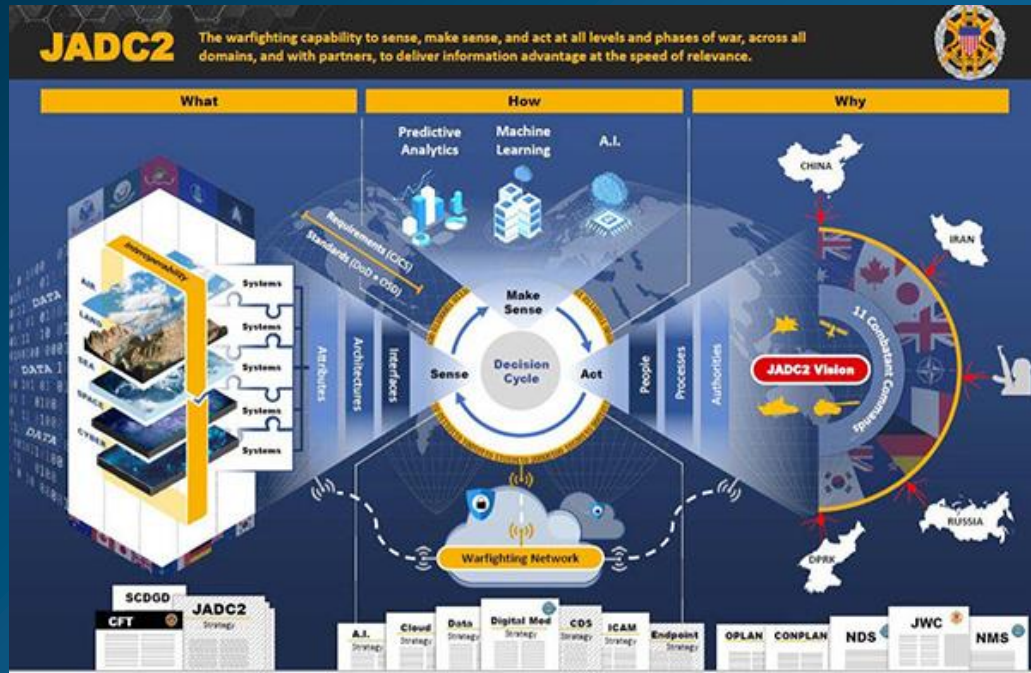 JADC2
The warfighting capability to sense, make sense, and act at all levels and phases of war, across all
domains, and with partners, to deliver information advantage at the speed of relevance.
What
How
Why
Predictive
Analytics
Machine
Learning
A.I.
Requirements (CJCS)
Standards (DoD • OSD)
Interoperability
AIR
LAND
SEA
SPACE
CYBER
Systems
Systems
Systems
Systems
Systems
Attributes
Architectures
Interfaces
Make
Sense
Sense
Decision
Cycle
Act
People
Processes
Authorities
JADC2 Vision
11 Combatant Commands
CHINA
IRAN
RUSSIA
DPRK
DATA
DATA
DATA
Warfighting Network
SCDGD
CFT
JADC2
Strategy
A.I.
Strategy
Cloud
Strategy
Data
Strategy
Digital Mod
Strategy
CDS
Strategy
ICAM
Strategy
Endpoint
Strategy
OPLAN
CONPLAN
NDS
JWC
NMS